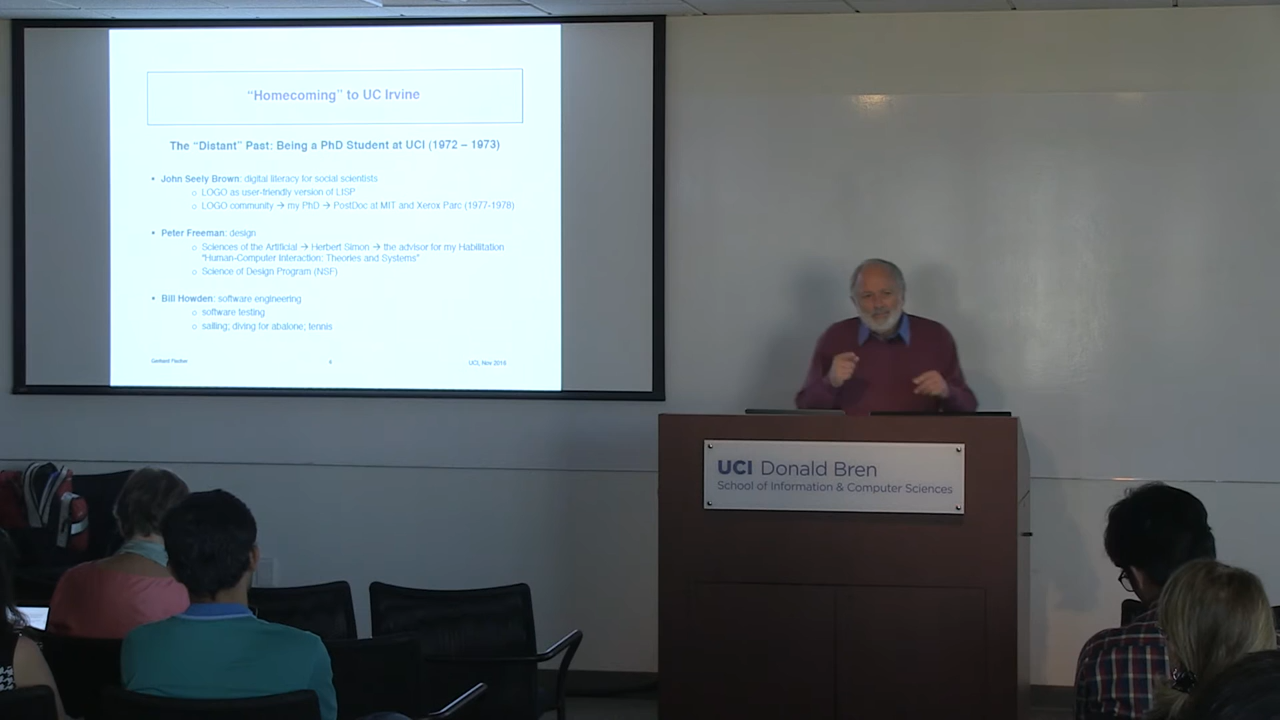 "Homecoming" to UC Irvine
The "Distant" Past: Being a PhD Student at UCI (1972 – 1973)
• John Seely Brown: digital literacy for social scientists
o LOGO as user-friendly version of LISP
o LOGO community → my PhD → PostDoc at MIT and Xerox Parc (1977-1978)
• Peter Freeman: design
o Sciences of the Artificial → Herbert Simon → the advisor for my Habilitation
"Human-Computer Interaction: Theories and Systems"
o Science of Design Program (NSF)
• Bill Howden: software engineering
o software testing
o sailing; diving for abalone; tennis
Gerhard Fischer
UCI, Nov 2016
UCI Donald Bren
School of Information & Computer Sciences